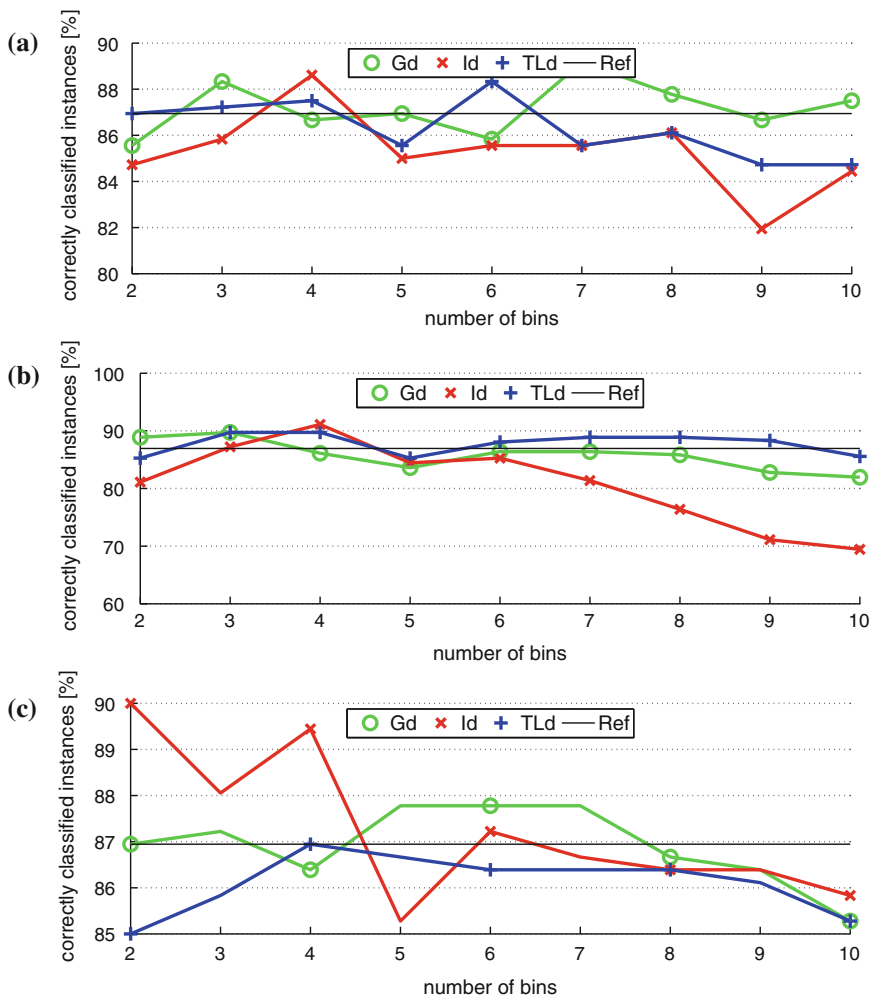 (a)
correctly classified instances [%]
90
88
86
84
82
80
Gd Id TLd Ref
2 3 4 5 6 7 8 9 10
number of bins
(b)
correctly classified instances [%]
100
90
80
70
60
Gd Id TLd Ref
2 3 4 5 6 7 8 9 10
number of bins
(c)
correctly classified instances [%]
90
89
88
87
86
85
Gd Id TLd Ref
2 3 4 5 6 7 8 9 10
number of bins